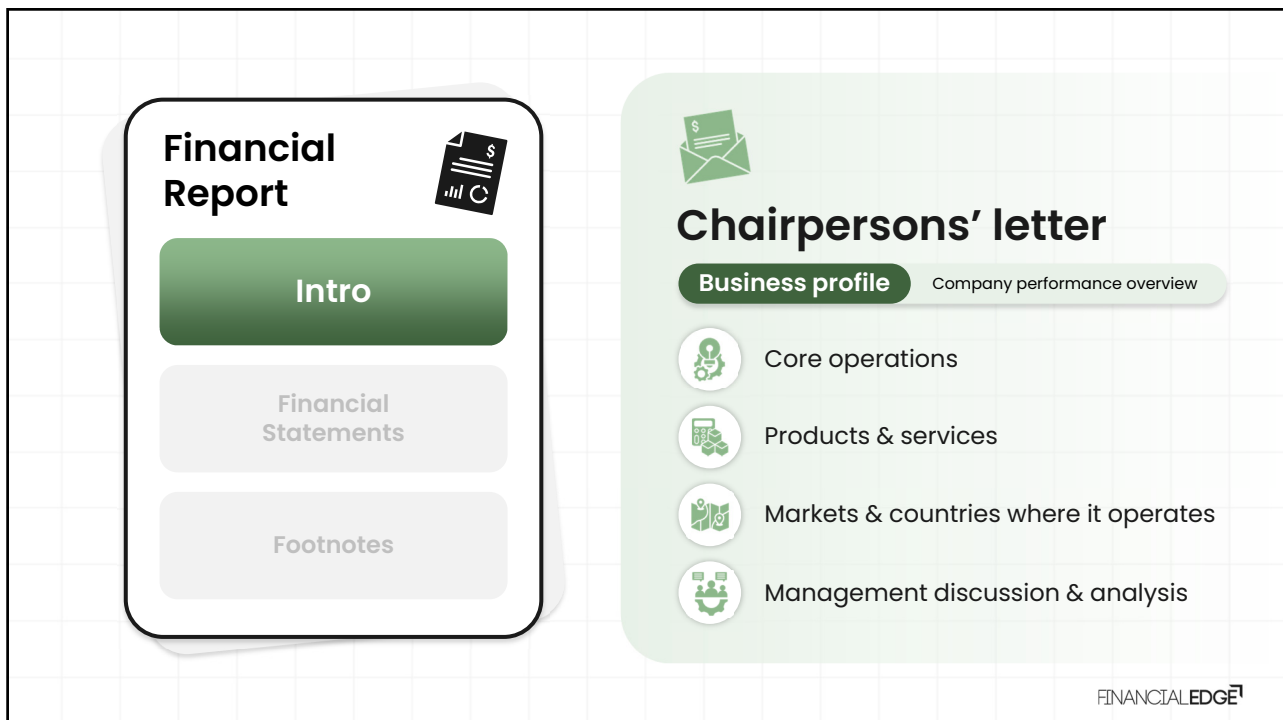 Financial
Report
$
Intro
Financial
Statements
Footnotes
$
Chairpersons’ letter
Business profile
Company performance overview
Core operations
Products & services
Markets & countries where it operates
Management discussion & analysis
FINANCIALEDGE